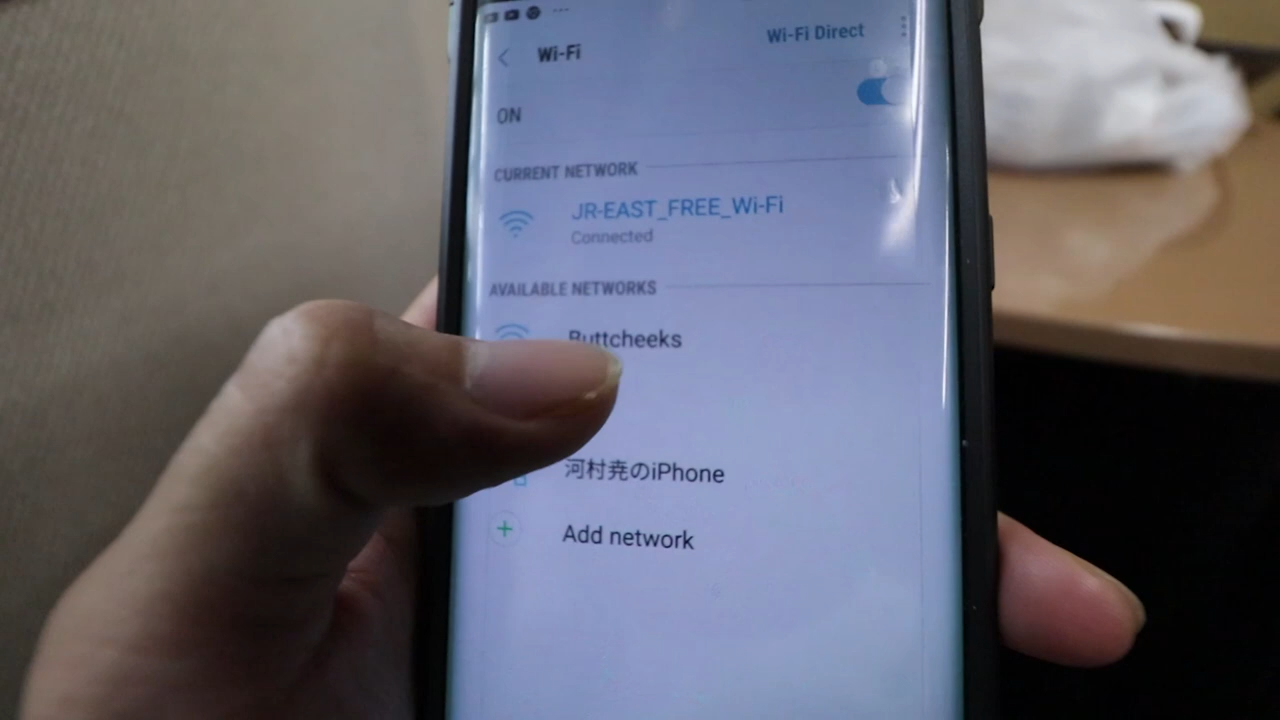 Wi-Fi Direct
Wi-Fi
ON
CURRENT NETWORK
JR-EAST_FREE_Wi-Fi
Connected
AVAILABLE NETWORKS
Buttcheeks
河村尭のiPhone
Add network